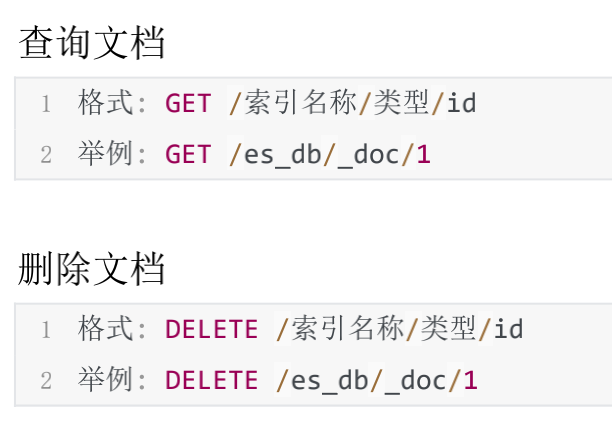 查询文档
1 格式: GET /索引名称/类型/id
2 举例: GET /es_db/_doc/1
删除文档
1 格式: DELETE /索引名称/类型/id
2 举例: DELETE /es_db/_doc/1